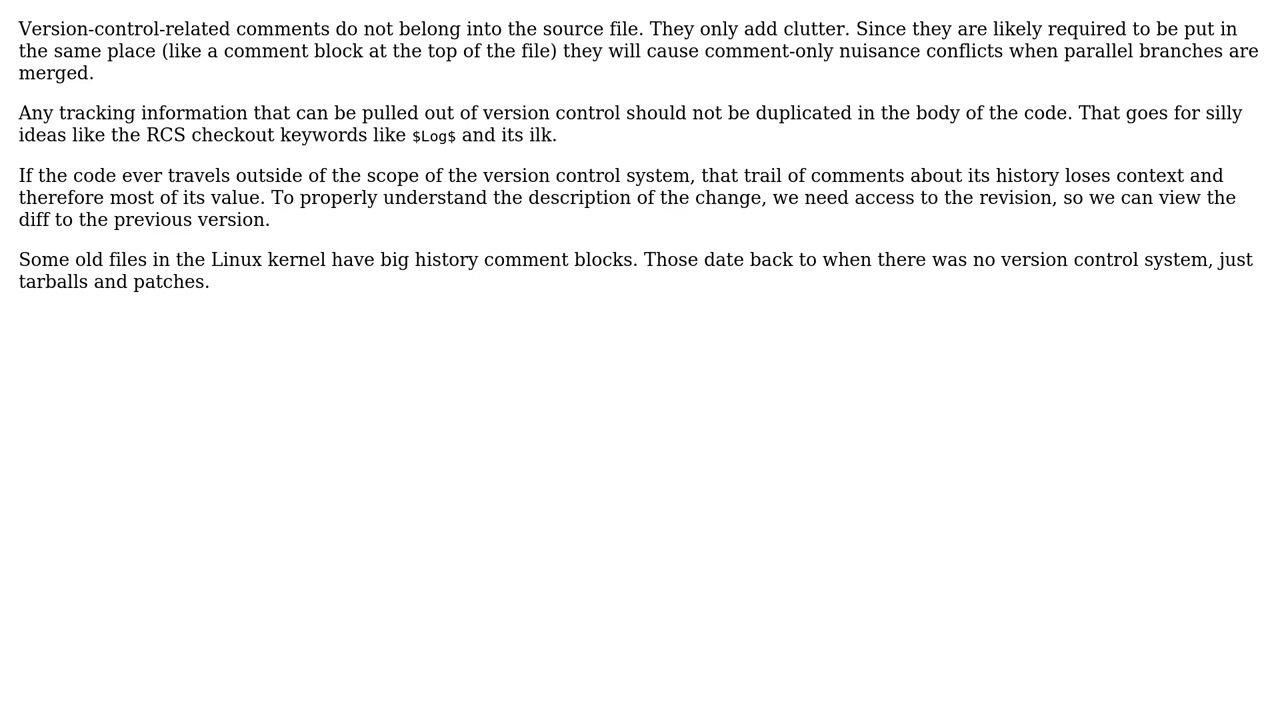 Version-control-related comments do not belong into the source file. They only add clutter. Since they are likely required to be put in
the same place (like a comment block at the top of the file) they will cause comment-only nuisance conflicts when parallel branches are
merged.
Any tracking information that can be pulled out of version control should not be duplicated in the body of the code. That goes for silly
ideas like the RCS checkout keywords like $Log$ and its ilk.
If the code ever travels outside of the scope of the version control system, that trail of comments about its history loses context and
therefore most of its value. To properly understand the description of the change, we need access to the revision, so we can view the
diff to the previous version.
Some old files in the Linux kernel have big history comment blocks. Those date back to when there was no version control system, just
tarballs and patches.